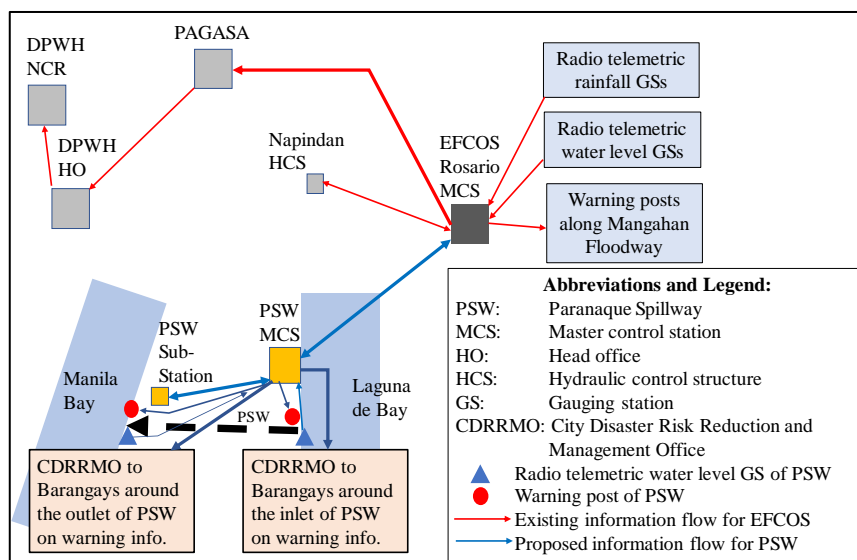 DPWH
NCR
PAGASA
DPWH
HO
Napindan
HCS
EFCOS
Rosario
MCS
Radio telemetric
rainfall GSs
Radio telemetric
water level GSs
Warning posts
along Mangahan
Floodway
PSW
MCS
PSW
Sub-
Station
Manila
Bay
Laguna
de Bay
PSW
CDRRMO to
Barangays around
the outlet of PSW
on warning info.
CDRRMO to
Barangays around
the inlet of PSW
on warning info.
Abbreviations and Legend:
PSW: Paranaque Spillway
MCS: Master control station
HO: Head office
HCS: Hydraulic control structure
GS: Gauging station
CDRRMO: City Disaster Risk Reduction and
Management Office
Radio telemetric water level GS of PSW
Warning post of PSW
Existing information flow for EFCOS
Proposed information flow for PSW